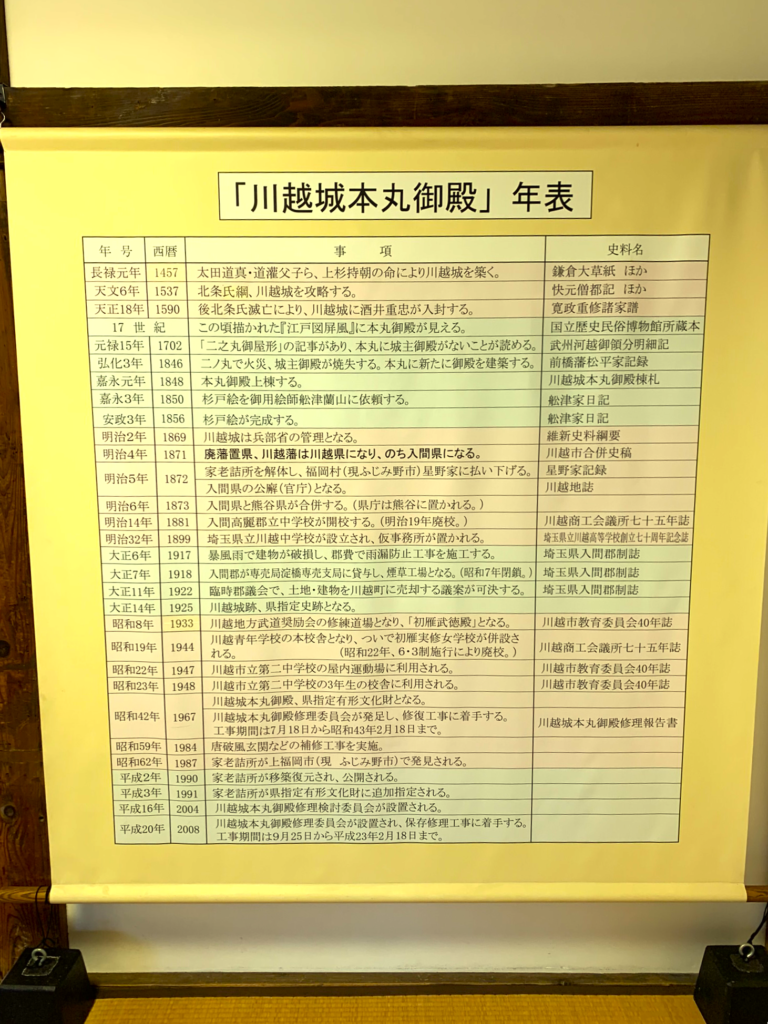 「川越城本丸御殿」年表
年号 西暦 事項 史料名
長禄元年 1457 太田道真・道灌父子ら、上杉持朝の命により川越城を築く。 鎌倉大草紙 ほか
天文6年 1537 北条氏綱、川越城を攻略する。 快元僧都記 ほか
天正18年 1590 後北条氏滅亡により、川越城に酒井重忠が入封する。 寛政重修諸家譜
17 世紀 この頃描かれた『江戸図屏風』に本丸御殿が見える。 国立歴史民俗博物館所蔵本
元禄15年 1702 「二之丸御屋形」の記事があり、本丸に城主御殿がないことが読める。 武州河越御領分明細記
弘化3年 1846 二ノ丸で火災、城主御殿が焼失する。本丸に新たに御殿を建築する。 前橋藩松平家記録
嘉永元年 1848 本丸御殿上棟する。 川越城本丸御殿棟札
嘉永3年 1850 杉戸絵を御用絵師舩津蘭山に依頼する。 舩津家日記
安政3年 1856 杉戸絵が完成する。 舩津家日記
明治2年 1869 川越城は兵部省の管理となる。 維新史料綱要
明治4年 1871 廃藩置県、川越藩は川越県になり、のち入間県になる。 川越市合併史稿
明治5年 1872 家老詰所を解体し、福岡村(現ふじみ野市)星野家に払い下げる。 星野家記録
入間県の公廨(官庁)となる。 川越地誌
明治6年 1873 入間県と熊谷県が合併する。(県庁は熊谷に置かれる。)
明治14年 1881 入間高麗郡立中学校が開校する。(明治19年廃校。) 川越商工会議所七十五年誌
明治32年 1899 埼玉県立川越中学校が設立され、仮事務所が置かれる。 埼玉県立川越高等学校創立七十周年記念誌
大正6年 1917 暴風雨で建物が破損し、郡費で雨漏防止工事を施工する。 埼玉県入間郡制誌
大正7年 1918 入間郡が専売局淀橋専売支局に貸与し、煙草工場となる。(昭和7年閉鎖。) 埼玉県入間郡制誌
大正11年 1922 臨時郡議会で、土地・建物を川越町に売却する議案が可決する。 埼玉県入間郡制誌
大正14年 1925 川越城跡、県指定史跡となる。
昭和8年 1933 川越地方武道奨励会の修練道場となり、「初雁武徳殿」となる。 川越市教育委員会40年誌
昭和19年 1944 川越青年学校の本校舎となり、ついで初雁実修女学校が併設さ
れる。 (昭和22年、6・3制施行により廃校。) 川越商工会議所七十五年誌
昭和22年 1947 川越市立第二中学校の屋内運動場に利用される。 川越市教育委員会40年誌
昭和23年 1948 川越市立第二中学校の3年生の校舎に利用される。 川越市教育委員会40年誌
昭和42年 1967 川越城本丸御殿、県指定有形文化財となる。
川越城本丸御殿修理委員会が発足し、修復工事に着手する。
工事期間は7月18日から昭和43年2月18日まで。 川越城本丸御殿修理報告書
昭和59年 1984 唐破風玄関などの補修工事を実施。
昭和62年 1987 家老詰所が上福岡市(現 ふじみ野市)で発見される。
平成2年 1990 家老詰所が移築復元され、公開される。
平成3年 1991 家老詰所が県指定有形文化財に追加指定される。
平成16年 2004 川越城本丸御殿修理検討委員会が設置される。
平成20年 2008 川越城本丸御殿修理委員会が設置され、保存修理工事に着手する。
工事期間は9月25日から平成23年2月18日まで。